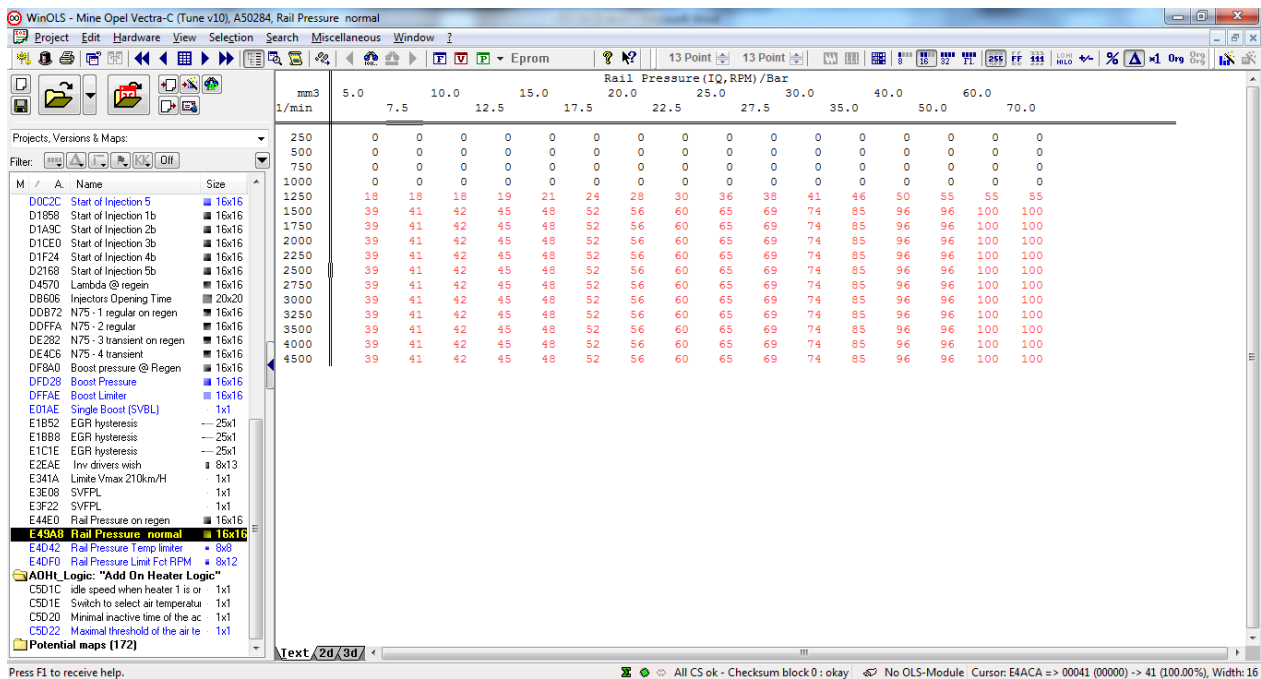 WinOLS - Mine Opel Vectra-C (Tune v10), A50284, Rail Pressure  normal
Project Edit Hardware View Selection Search Miscellaneous Window ?
F V P Eprom 13 Point 13 Point 8 16 32 FL 255 FF 111 LOHI HILO +/- % Δ ×1 Org Org Org
Projects, Versions & Maps:
Filter: Off
M / A. Name Size
D0C2C Start of Injection 5 16x16
D1858 Start of Injection 1b 16x16
D1A9C Start of Injection 2b 16x16
D1CE0 Start of Injection 3b 16x16
D1F24 Start of Injection 4b 16x16
D2168 Start of Injection 5b 16x16
D4570 Lambda @ regein 16x16
DB606 Injectors Opening Time 20x20
DDB72 N75 - 1 regular on regen 16x16
DDFFA N75 - 2 regular 16x16
DE282 N75 - 3 transient on regen 16x16
DE4C6 N75 - 4 transient 16x16
DF8A0 Boost pressure @ Regen 16x16
DFD28 Boost Pressure 16x16
DFFAE Boost Limiter 16x16
E01AE Single Boost (SVBL) 1x1
E1B52 EGR hysteresis 25x1
E1BB8 EGR hysteresis 25x1
E1C1E EGR hysteresis 25x1
E2EAE Inv drivers wish 8x13
E341A Limite Vmax 210km/H 1x1
E3E08 SVFPL 1x1
E3F22 SVFPL 1x1
E44E0 Rail Pressure on regen 16x16
E49A8 Rail Pressure  normal 16x16
E4D42 Rail Pressure Temp limiter 8x8
E4DF0 Rail Pressure Limit Fct RPM 8x12
AOHt_Logic: "Add On Heater Logic"
C5D1C idle speed when heater 1 is or 1x1
C5D1E Switch to select air temperatu 1x1
C5D20 Minimal inactive time of the ac 1x1
C5D22 Maximal threshold of the air te 1x1
Potential maps (172)
Rail Pressure(IQ,RPM)/Bar
mm3 5.0 10.0 15.0 20.0 25.0 30.0 40.0 60.0
1/min 7.5 12.5 17.5 22.5 27.5 35.0 50.0 70.0
250 0 0 0 0 0 0 0 0 0 0 0 0 0 0 0 0
500 0 0 0 0 0 0 0 0 0 0 0 0 0 0 0 0
750 0 0 0 0 0 0 0 0 0 0 0 0 0 0 0 0
1000 0 0 0 0 0 0 0 0 0 0 0 0 0 0 0 0
1250 18 18 18 19 21 24 28 30 36 38 41 46 50 55 55 55
1500 39 41 42 45 48 52 56 60 65 69 74 85 96 96 100 100
1750 39 41 42 45 48 52 56 60 65 69 74 85 96 96 100 100
2000 39 41 42 45 48 52 56 60 65 69 74 85 96 96 100 100
2250 39 41 42 45 48 52 56 60 65 69 74 85 96 96 100 100
2500 39 41 42 45 48 52 56 60 65 69 74 85 96 96 100 100
2750 39 41 42 45 48 52 56 60 65 69 74 85 96 96 100 100
3000 39 41 42 45 48 52 56 60 65 69 74 85 96 96 100 100
3250 39 41 42 45 48 52 56 60 65 69 74 85 96 96 100 100
3500 39 41 42 45 48 52 56 60 65 69 74 85 96 96 100 100
4000 39 41 42 45 48 52 56 60 65 69 74 85 96 96 100 100
4500 39 41 42 45 48 52 56 60 65 69 74 85 96 96 100 100
Text 2d 3d
Press F1 to receive help. All CS ok - Checksum block 0 : okay No OLS-Module Cursor: E4ACA => 00041 (00000) -> 41 (100.00%), Width: 16